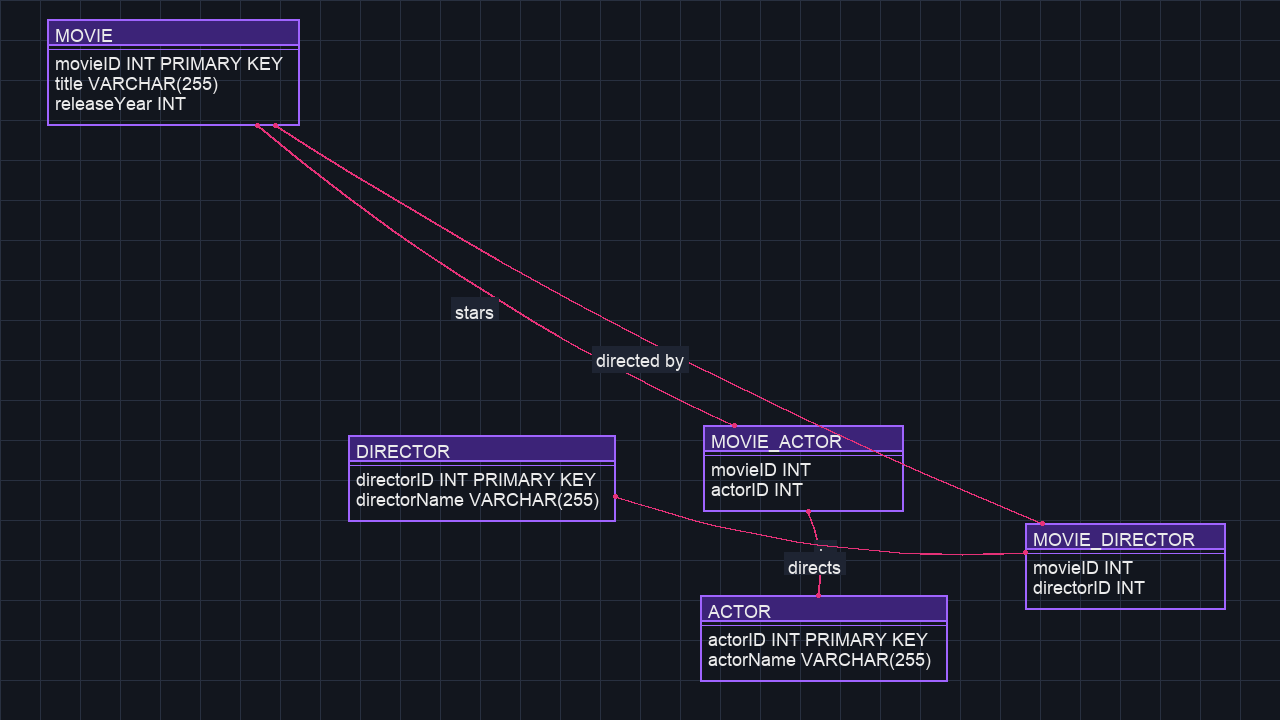 MOVIE
movieID INT PRIMARY KEY
title VARCHAR(255)
releaseYear INT
stars
directed by
DIRECTOR
directorID INT PRIMARY KEY
directorName VARCHAR(255)
MOVIE_ACTOR
movieID INT
actorID INT
MOVIE_DIRECTOR
movieID INT
directorID INT
directs
ACTOR
actorID INT PRIMARY KEY
actorName VARCHAR(255)